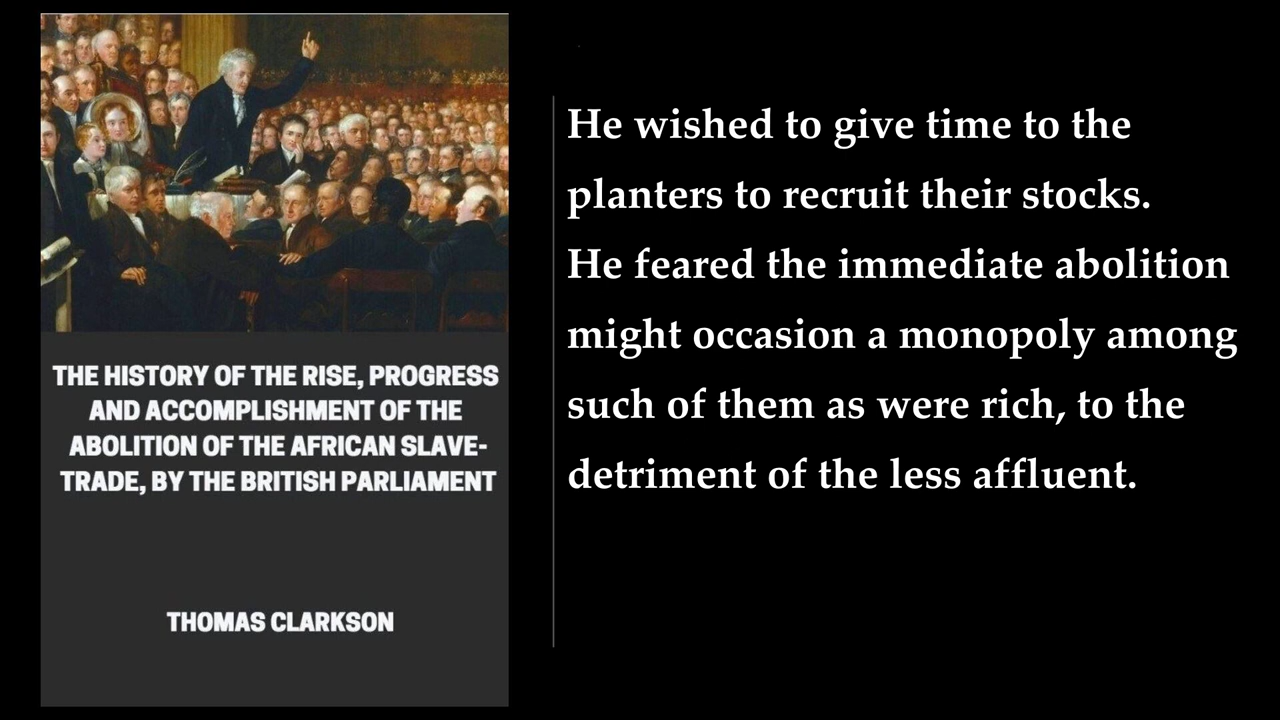 THE HISTORY OF THE RISE, PROGRESS
AND ACCOMPLISHMENT OF THE
ABOLITION OF THE AFRICAN SLAVE-
TRADE, BY THE BRITISH PARLIAMENT
THOMAS CLARKSON
He wished to give time to the
planters to recruit their stocks.
He feared the immediate abolition
might occasion a monopoly among
such of them as were rich, to the
detriment of the less affluent.